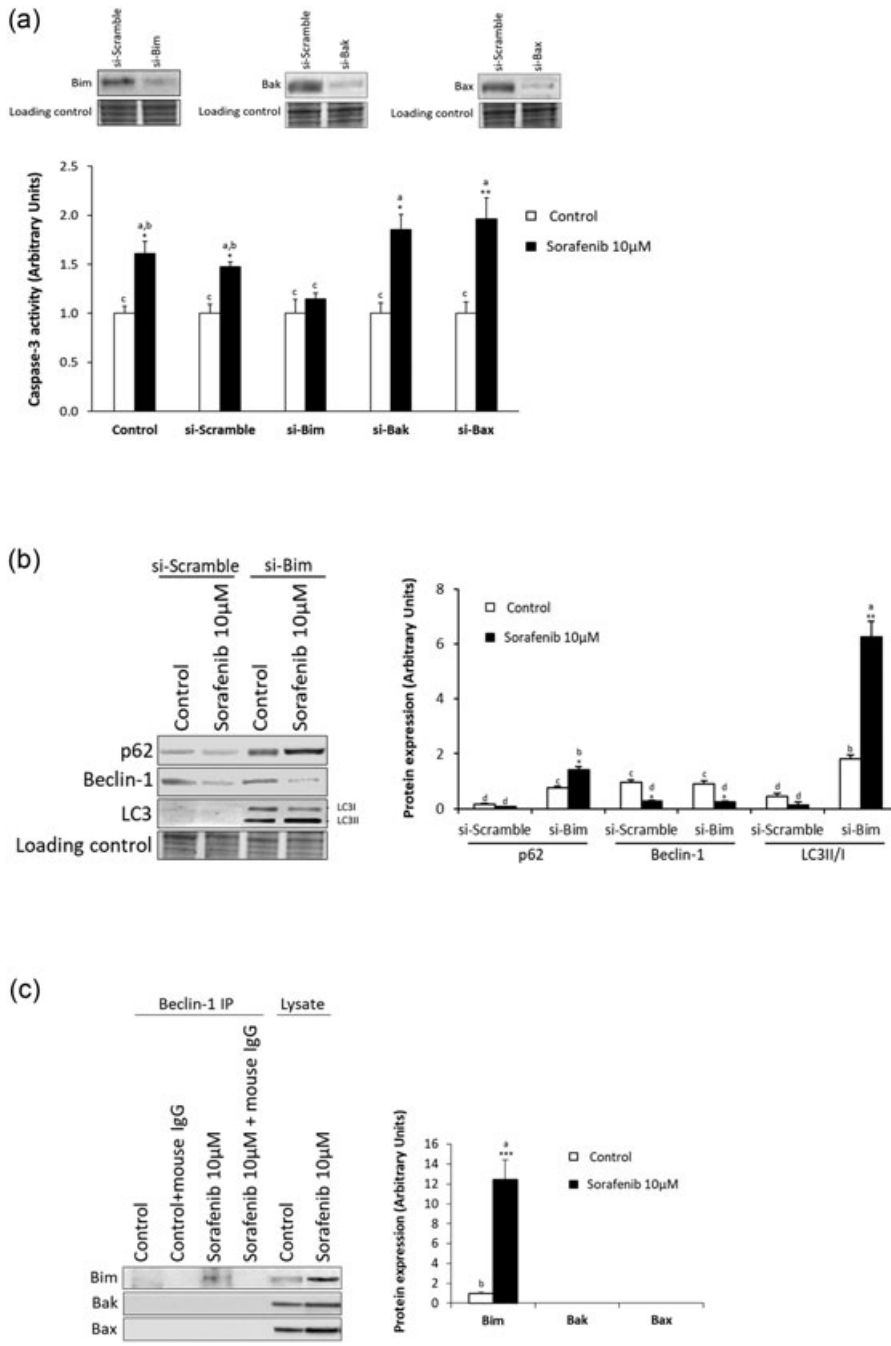 (a)
si-Scramble
si-Bim
Bim
Loading control
si-Scramble
si-Bak
Bak
Loading control
si-Scramble
si-Bax
Bax
Loading control
Caspase-3 activity (Arbitrary Units)
2.5
2.0
1.5
1.0
0.5
0.0
c
a,b
*
c
a,b
*
c
c
c
a
*
c
a
**
Control
Sorafenib 10µM
Control
si-Scramble
si-Bim
si-Bak
si-Bax
(b)
si-Scramble
si-Bim
Control
Sorafenib 10µM
Control
Sorafenib 10µM
p62
Beclin-1
LC3
LC3I
LC3II
Loading control
Protein expression (Arbitrary Units)
8
6
4
2
0
Control
Sorafenib 10µM
d
d
c
b
*
c
d
*
c
d
*
d
d
b
a
**
si-Scramble
si-Bim
si-Scramble
si-Bim
si-Scramble
si-Bim
p62
Beclin-1
LC3II/I
(c)
Beclin-1 IP
Lysate
Control
Control+mouse IgG
Sorafenib 10µM
Sorafenib 10µM + mouse IgG
Control
Sorafenib 10µM
Bim
Bak
Bax
Protein expression (Arbitrary Units)
16
14
12
10
8
6
4
2
0
b
a
***
Control
Sorafenib 10µM
Bim
Bak
Bax